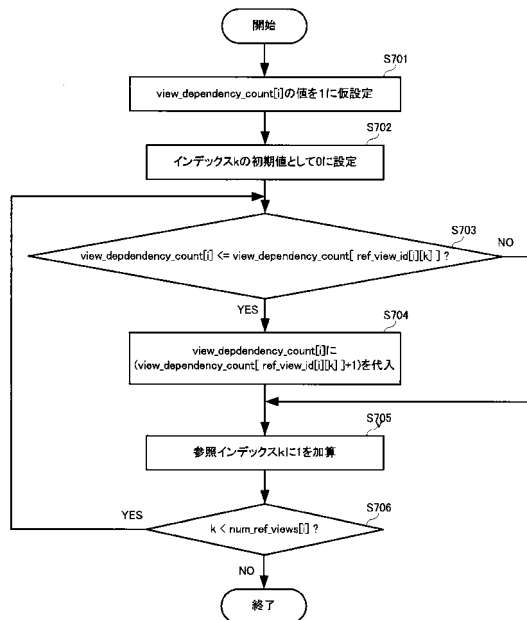 開始
S701
view_dependency_count[i]の値を1に仮設定
S702
インデックスkの初期値として0に設定
S703
view_depdendency_count[i] <= view_dependency_count[ ref_view_id[i][k] ] ?
NO
YES
S704
view_depdendency_count[i]に
(view_dependency_count[ ref_view_id[i][k] ]+1)を代入
S705
参照インデックスkに1を加算
S706
YES
k < num_ref_views[i] ?
NO
終了